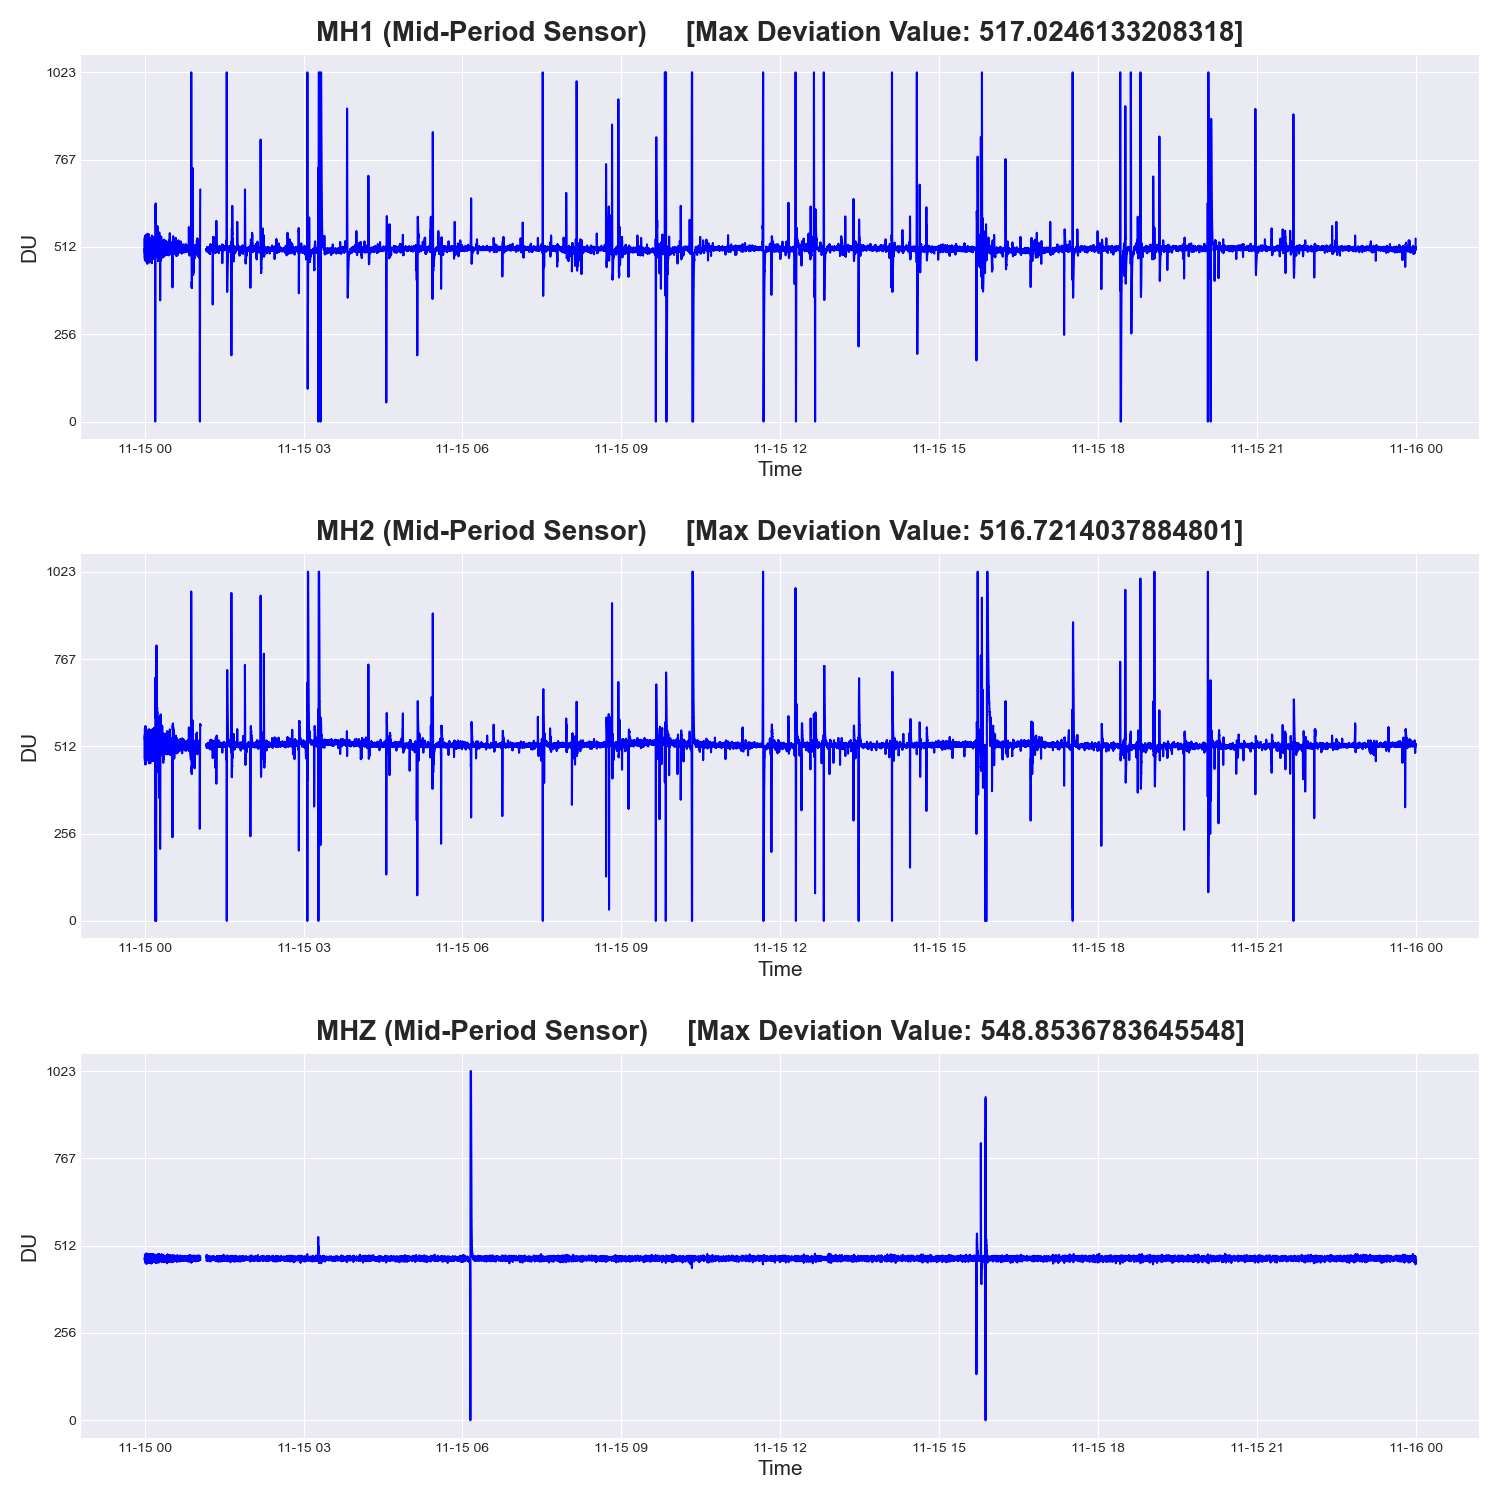 MH1 (Mid-Period Sensor) [Max Deviation Value: 517.0246133208318]
1023
767
512
256
0
DU
11-15 00 11-15 03 11-15 06 11-15 09 11-15 12 11-15 15 11-15 18 11-15 21 11-16 00
Time
MH2 (Mid-Period Sensor) [Max Deviation Value: 516.7214037884801]
1023
767
512
256
0
DU
11-15 00 11-15 03 11-15 06 11-15 09 11-15 12 11-15 15 11-15 18 11-15 21 11-16 00
Time
MHZ (Mid-Period Sensor) [Max Deviation Value: 548.8536783645548]
1023
767
512
256
0
DU
11-15 00 11-15 03 11-15 06 11-15 09 11-15 12 11-15 15 11-15 18 11-15 21 11-16 00
Time